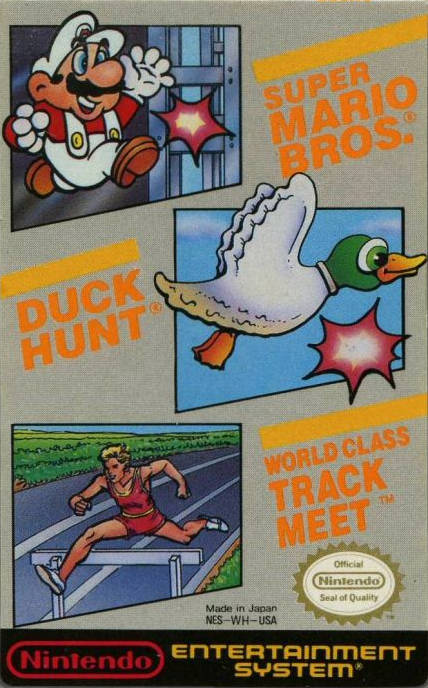 SUPER
MARIO
BROS.®
DUCK
HUNT®
WORLD CLASS
TRACK
MEET™
Official
Nintendo®
Seal of Quality
TM
Made in Japan
NES-WH-USA
Nintendo®
ENTERTAINMENT
SYSTEM®